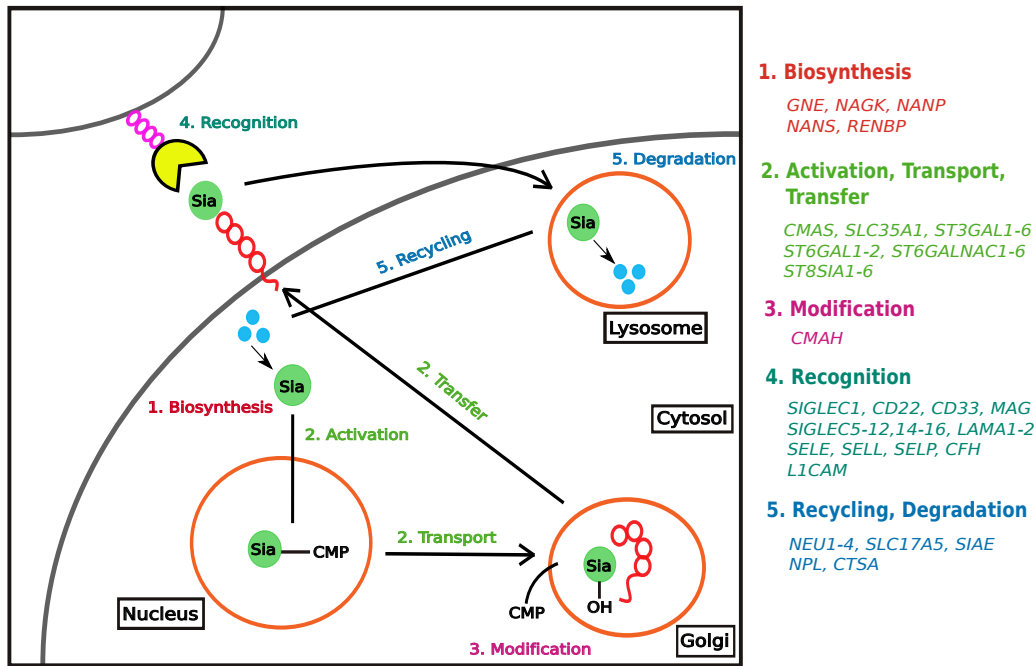 4. Recognition
Sia
5. Degradation
Sia
5. Recycling
Lysosome
Sia
1. Biosynthesis
2. Activation
2. Transfer
Cytosol
Sia
CMP
2. Transport
Nucleus
Sia
OH
CMP
Golgi
3. Modification
1. Biosynthesis
GNE, NAGK, NANP
NANS, RENBP
2. Activation, Transport,
Transfer
CMAS, SLC35A1, ST3GAL1-6
ST6GAL1-2, ST6GALNAC1-6
ST8SIA1-6
3. Modification
CMAH
4. Recognition
SIGLEC1, CD22, CD33, MAG
SIGLEC5-12,14-16, LAMA1-2
SELE, SELL, SELP, CFH
L1CAM
5. Recycling, Degradation
NEU1-4, SLC17A5, SIAE
NPL, CTSA